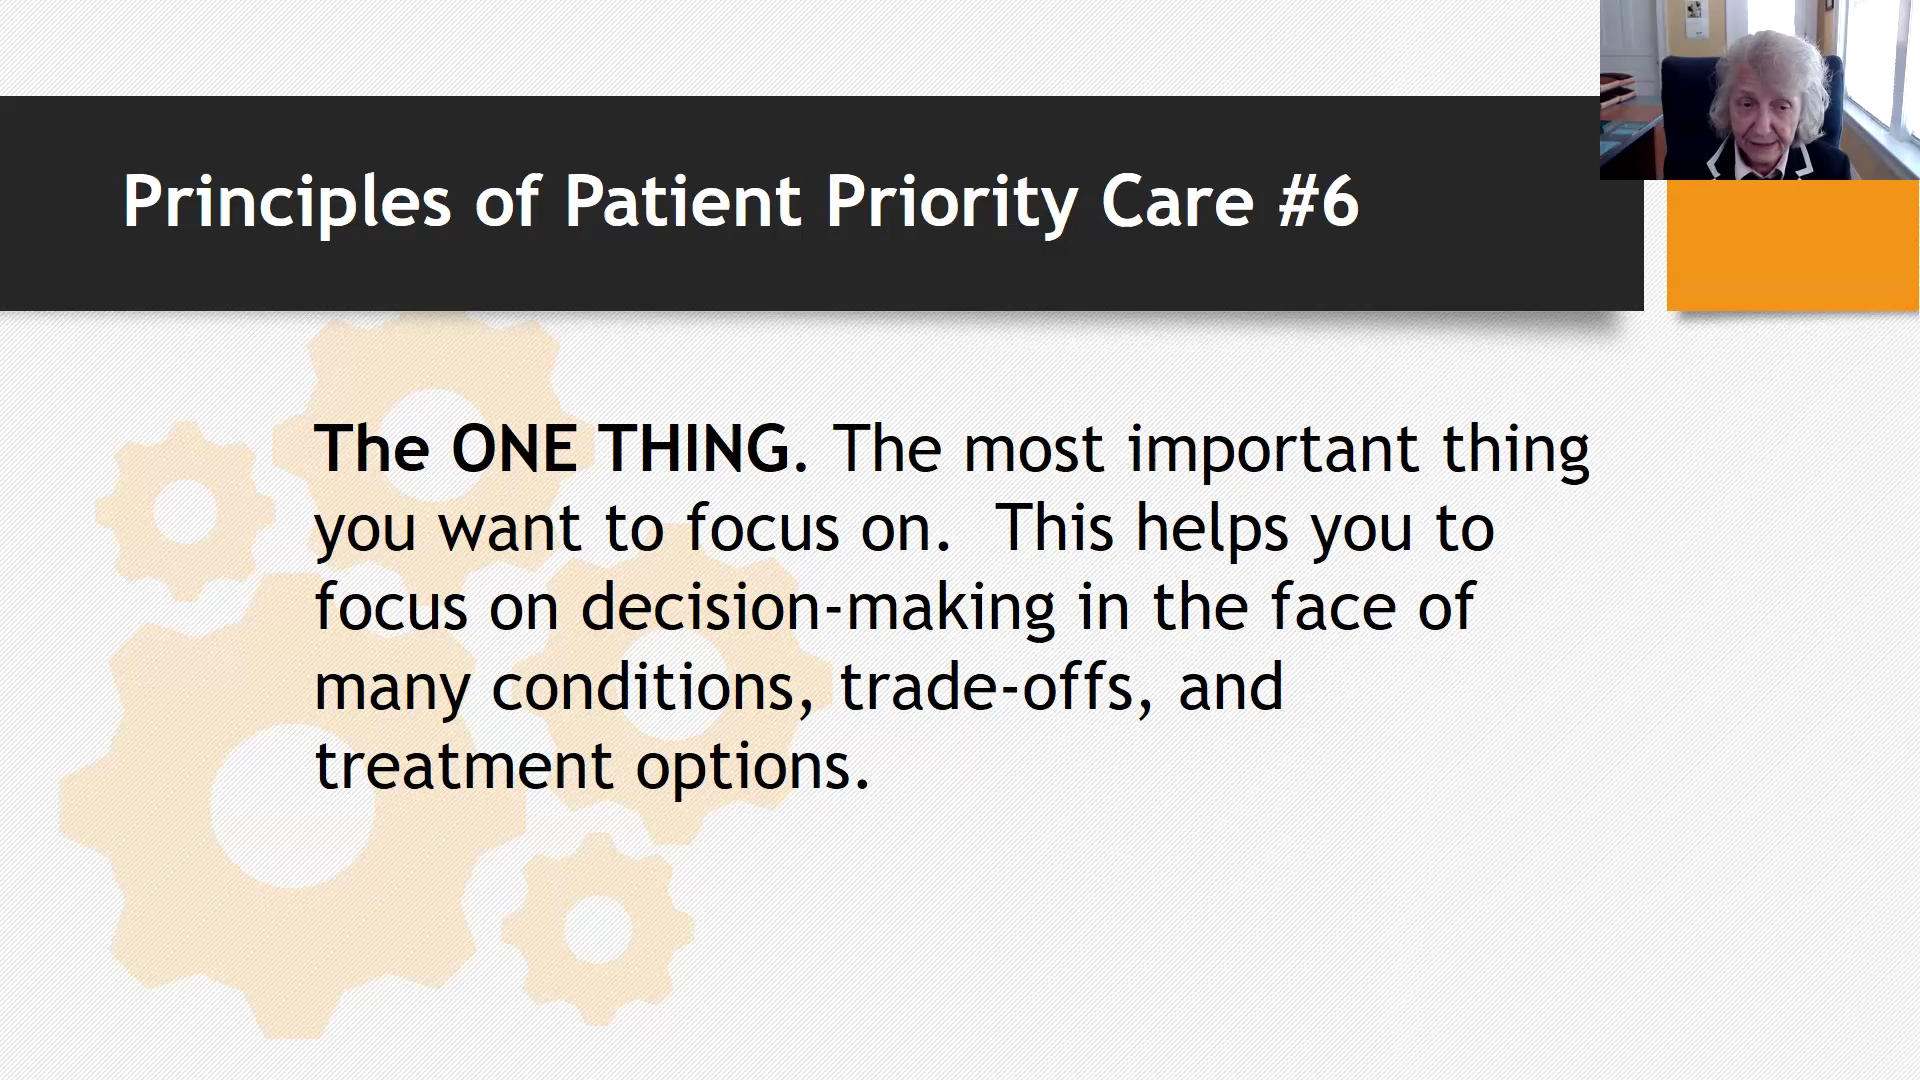 Principles of Patient Priority Care #6
The ONE THING. The most important thing
you want to focus on.  This helps you to
focus on decision-making in the face of
many conditions, trade-offs, and
treatment options.